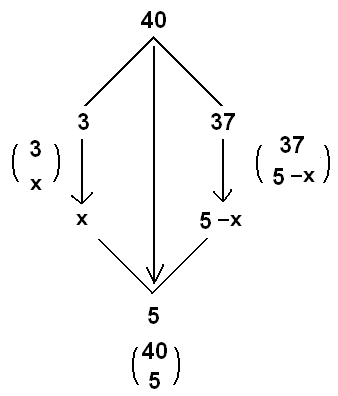 40
3 37
( 3 x ) ( 37 5 –x )
x 5 –x
5
( 40 5 )